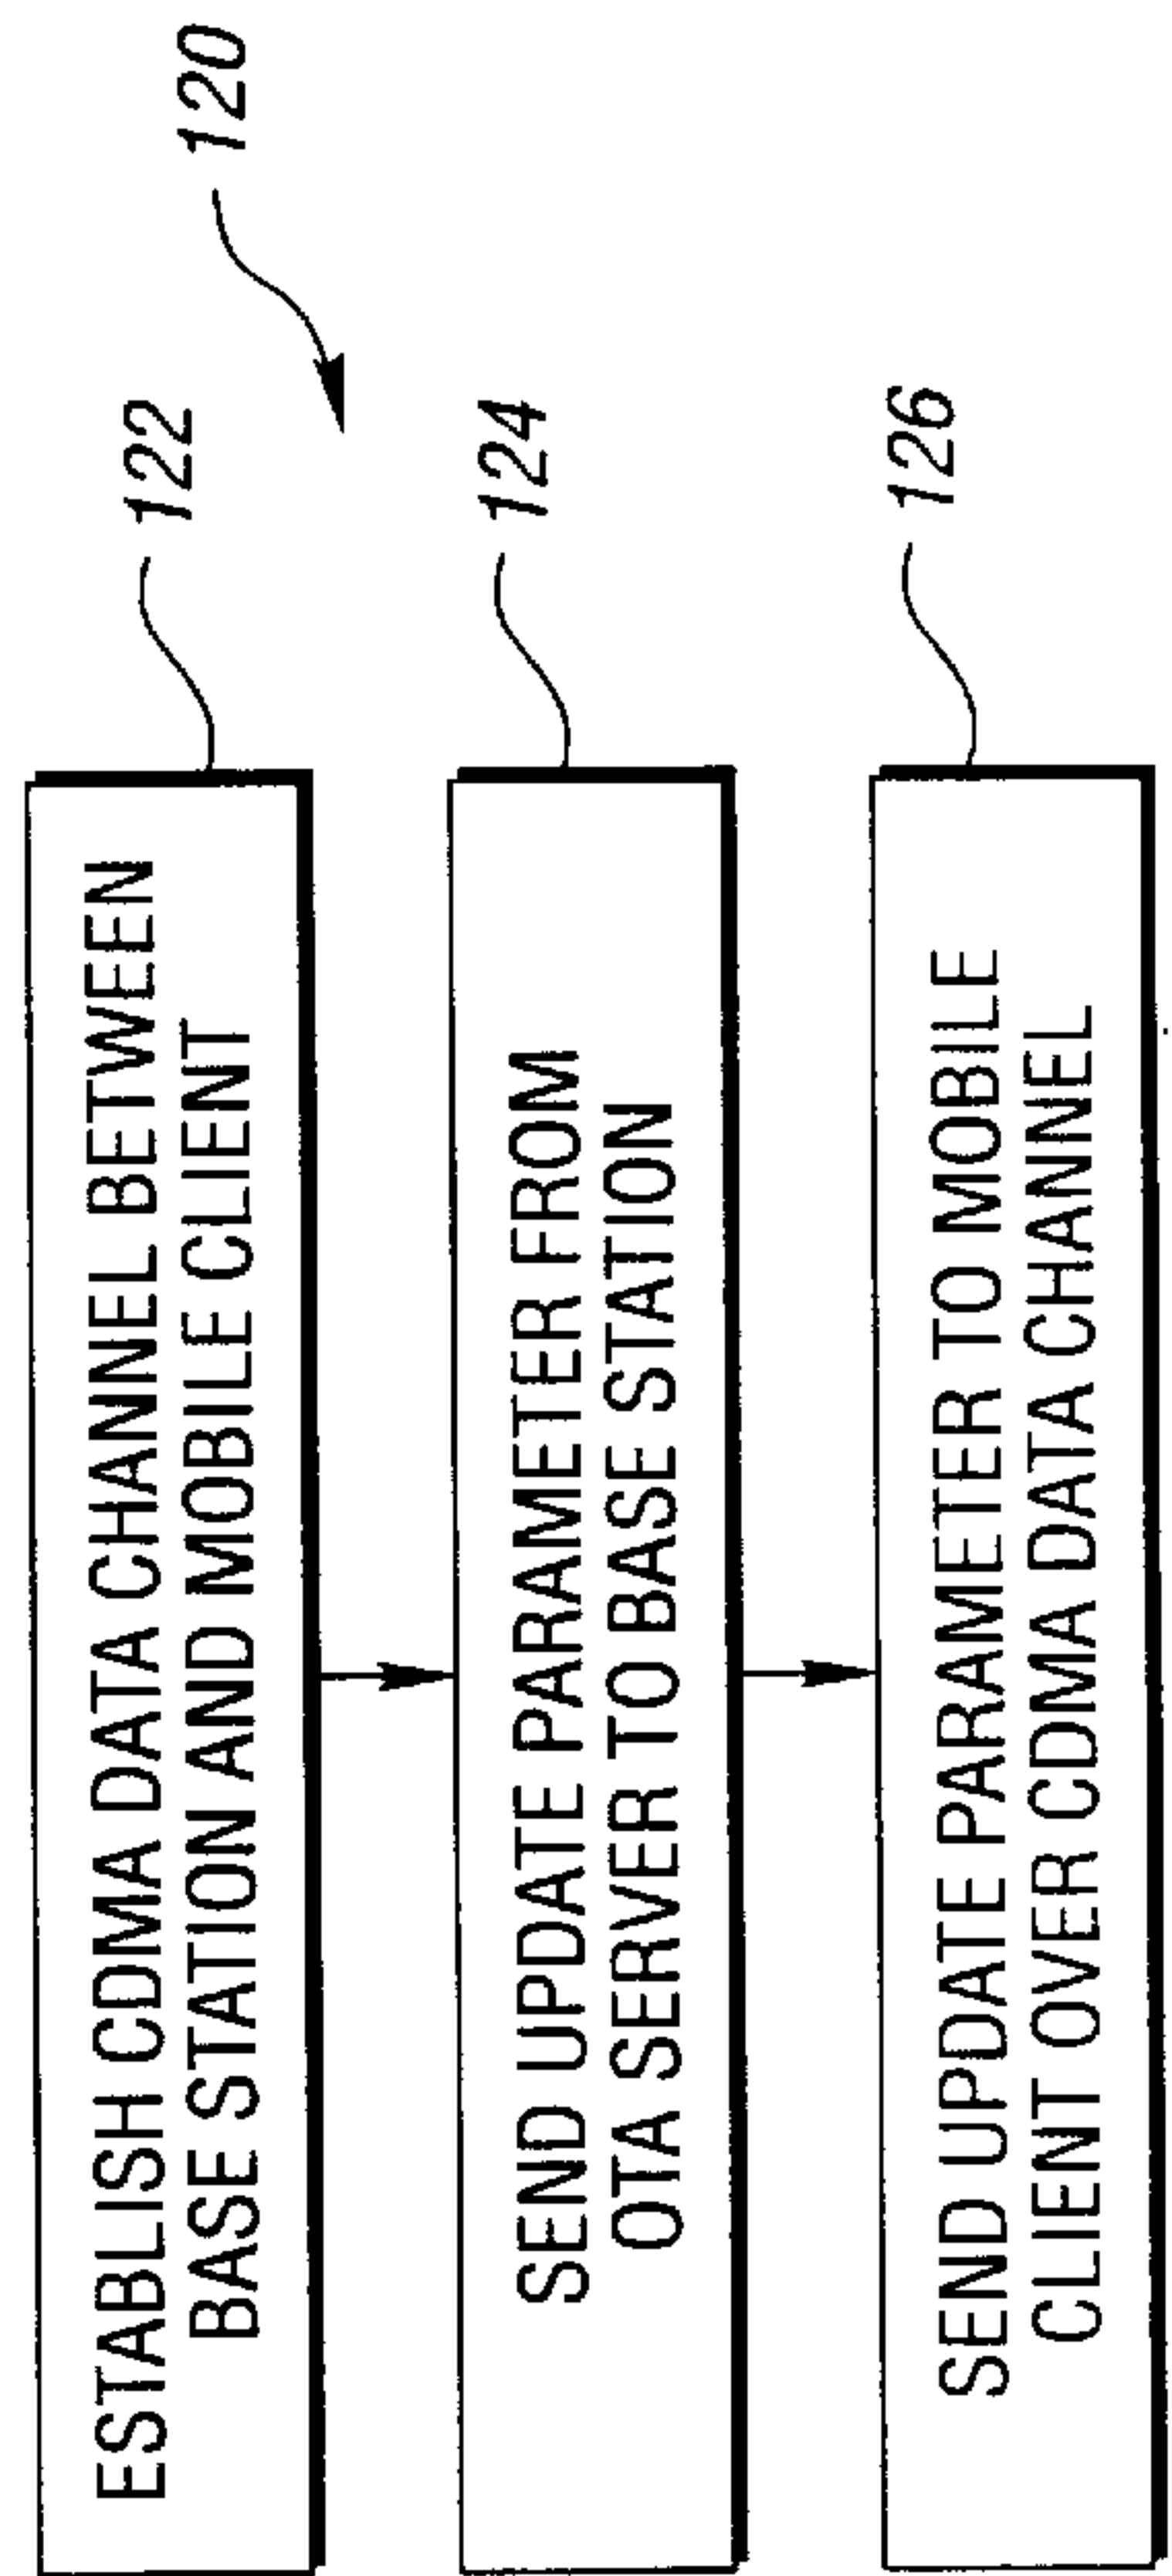 120
122
ESTABLISH CDMA DATA CHANNEL BETWEEN
BASE STATION AND MOBILE CLIENT
124
SEND UPDATE PARAMETER FROM
OTA SERVER TO BASE STATION
126
SEND UPDATE PARAMETER TO MOBILE
CLIENT OVER CDMA DATA CHANNEL